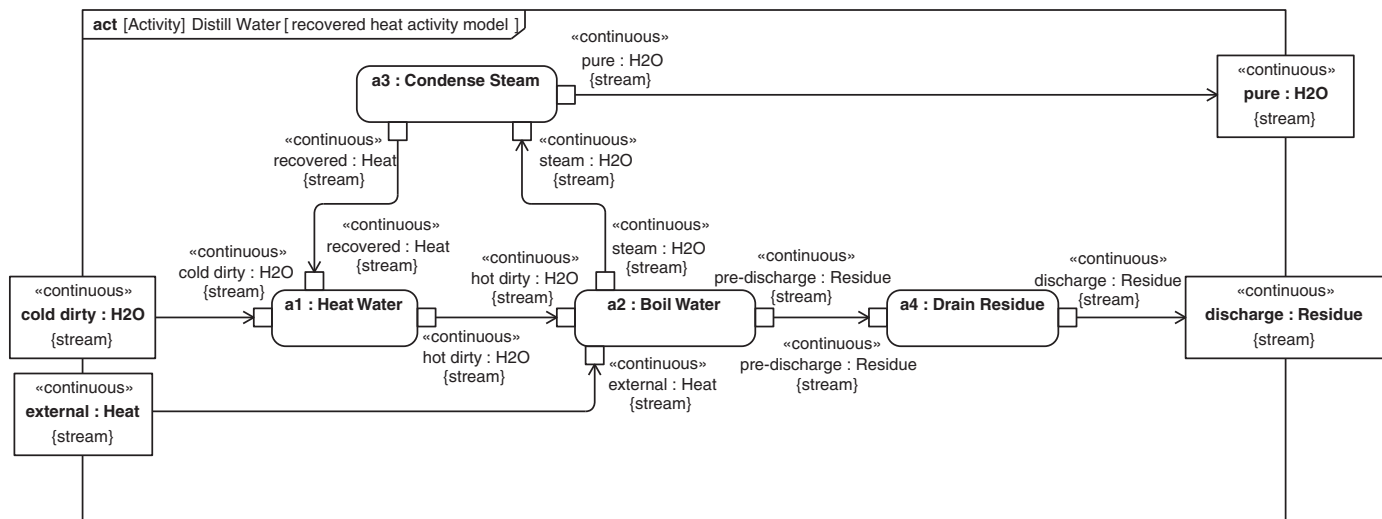 act [Activity] Distill Water [ recovered heat activity model ]
«continuous»
pure : H2O
{stream}
«continuous»
pure : H2O
{stream}
a3 : Condense Steam
«continuous»
recovered : Heat
{stream}
«continuous»
steam : H2O
{stream}
«continuous»
recovered : Heat
{stream}
«continuous»
steam : H2O
{stream}
«continuous»
cold dirty : H2O
{stream}
«continuous»
hot dirty : H2O
{stream}
«continuous»
pre-discharge : Residue
{stream}
«continuous»
discharge : Residue
{stream}
«continuous»
cold dirty : H2O
{stream}
a1 : Heat Water
a2 : Boil Water
a4 : Drain Residue
«continuous»
discharge : Residue
{stream}
«continuous»
hot dirty : H2O
{stream}
«continuous»
external : Heat
{stream}
«continuous»
pre-discharge : Residue
{stream}
«continuous»
external : Heat
{stream}